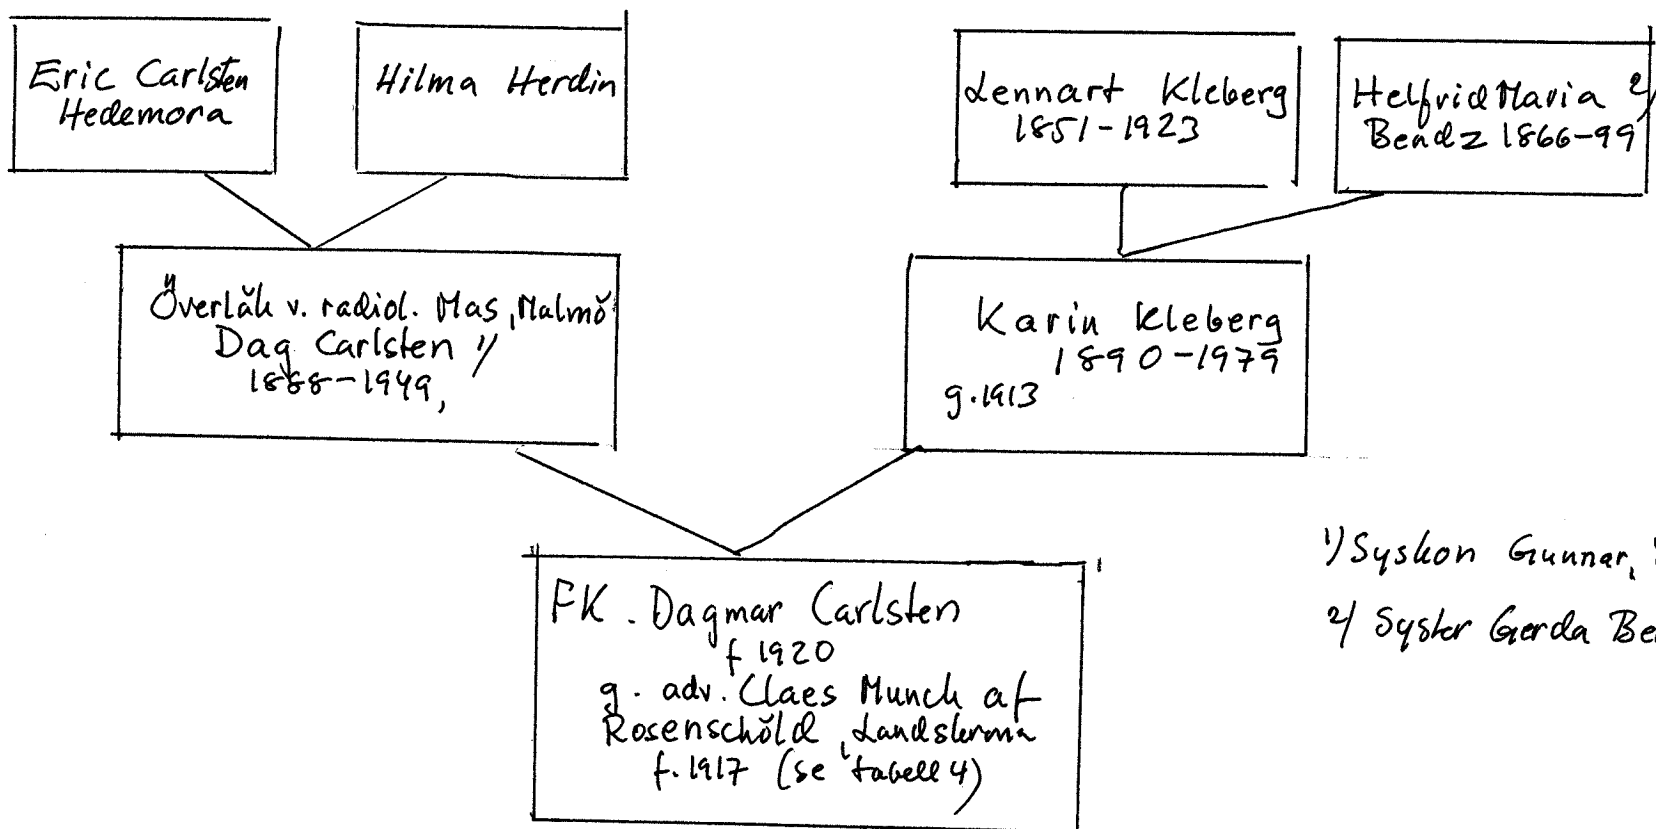 Eric Carlsten
Hedemora
Hilma Herdin
Lennart Kleberg
1851-1923
Helfrid Maria 2/
Bendz 1866-99
Överläk v. radiol. Mas, Malmö
Dag Carlsten 1/
1888-1949,
Karin Kleberg
1890-1979
g. 1913
FK. Dagmar Carlsten
f 1920
g. adv. Claes Munch af
Rosenschöld, Landskrona
f. 1917 (se tabell 4)
1/ Syskon Gunnar,
2/ Syster Gerda